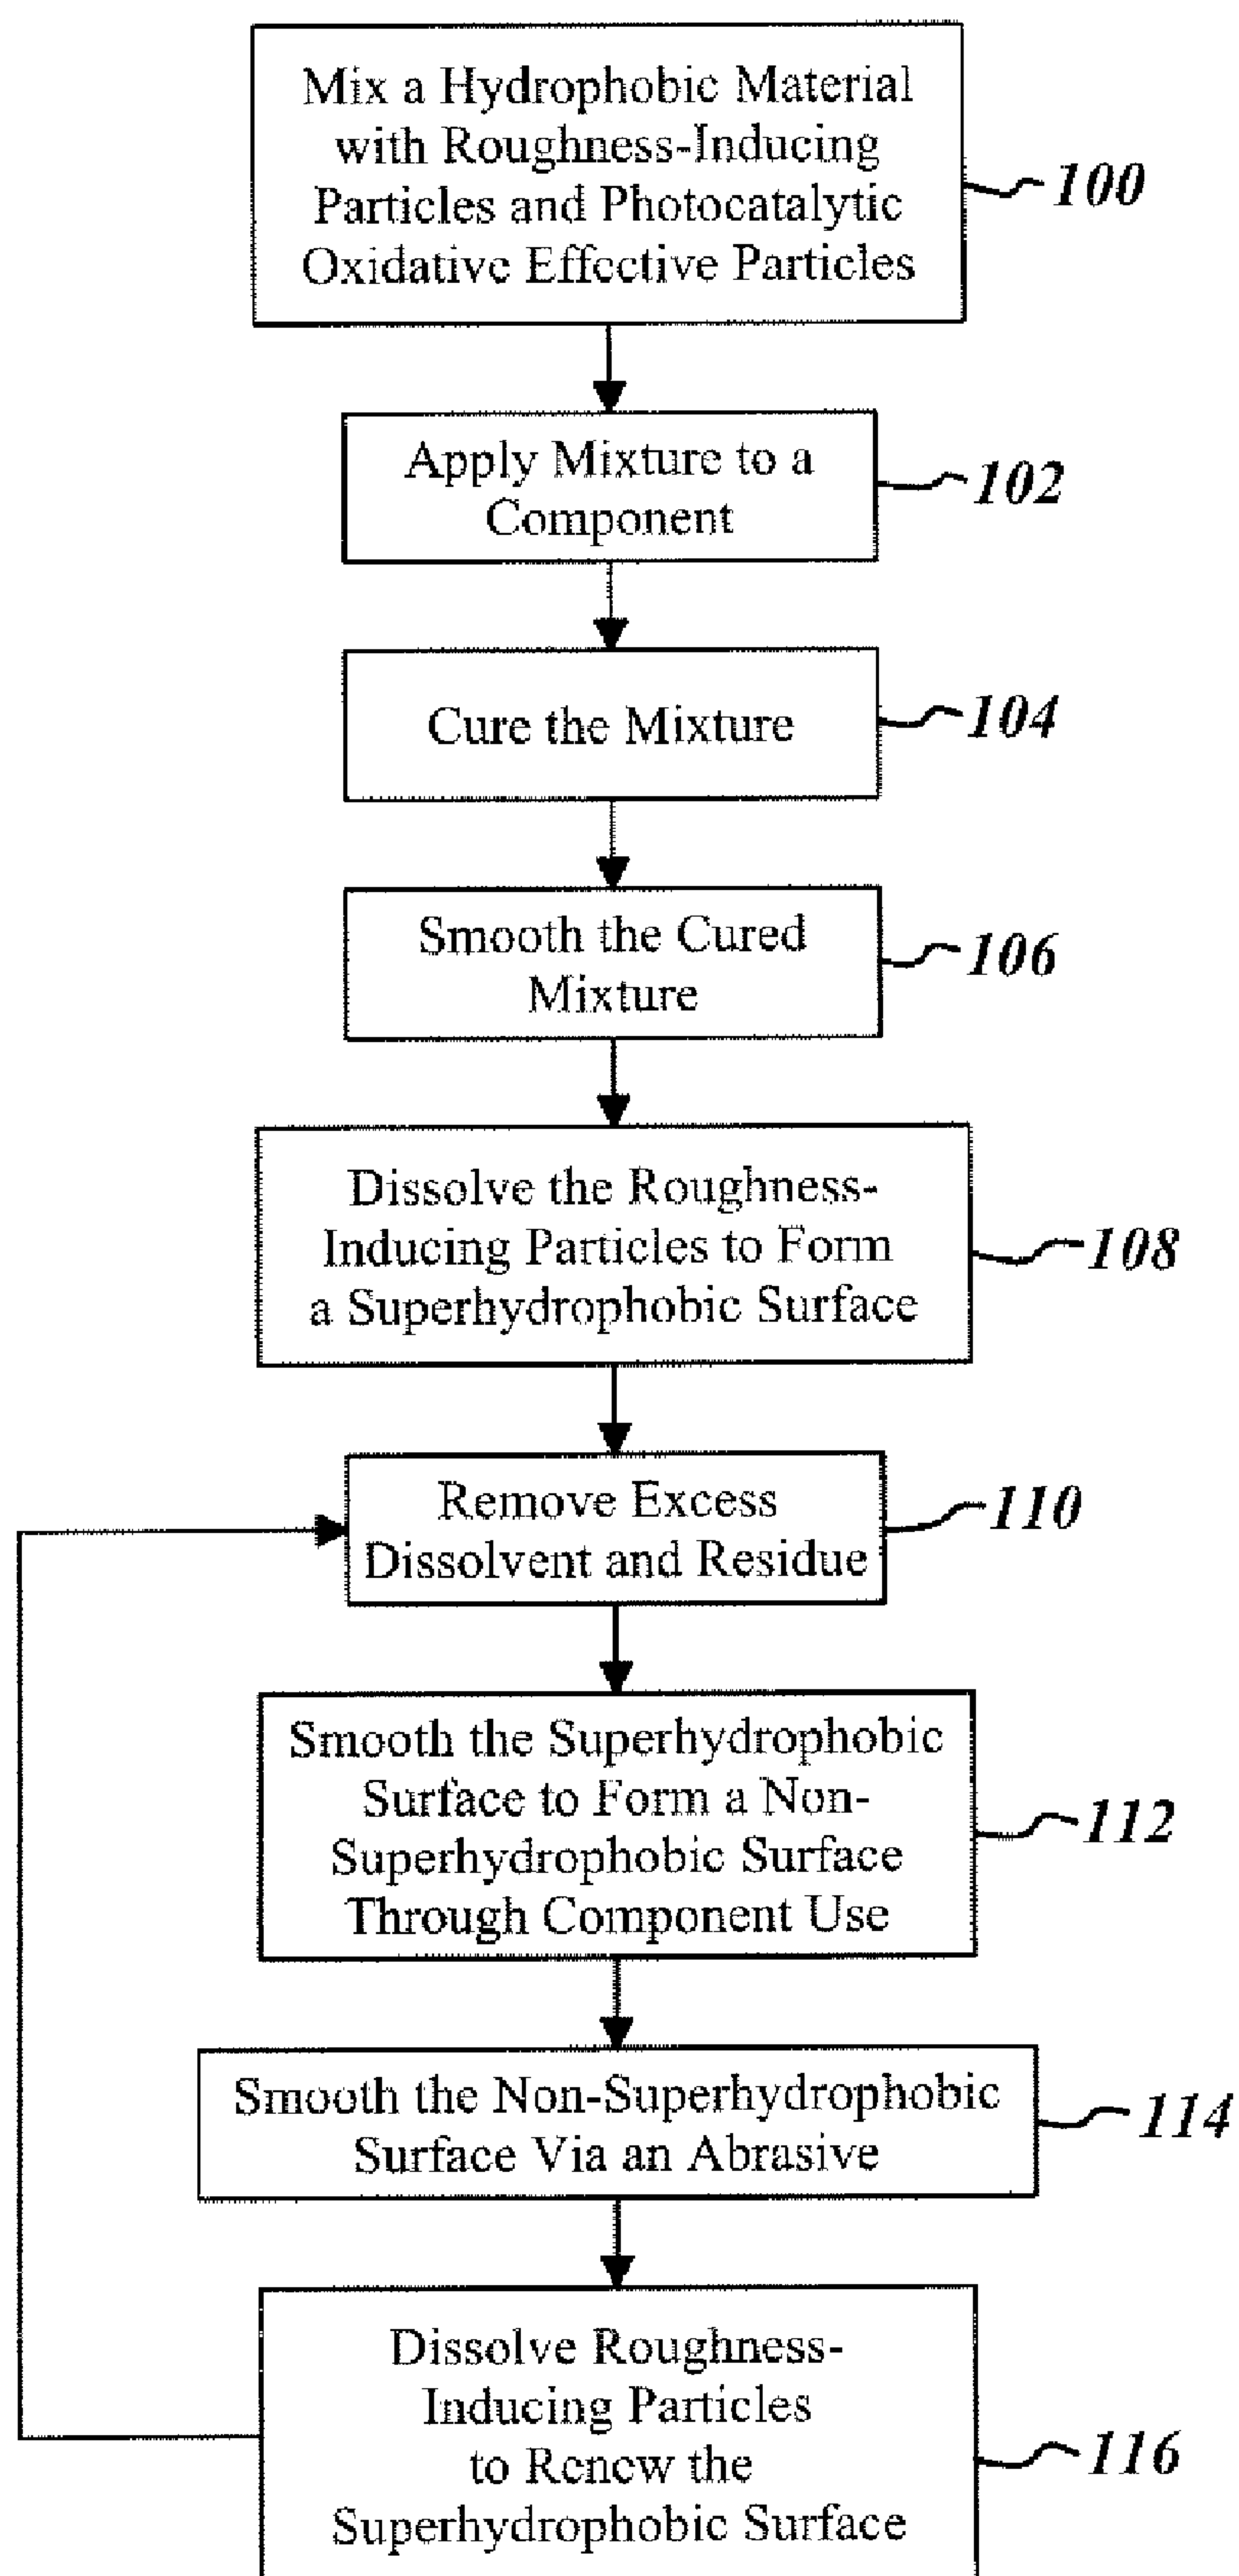 Mix a Hydrophobic Material
with Roughness-Inducing
Particles and Photocatalytic
Oxidative Effective Particles
100
Apply Mixture to a
Component
102
Cure the Mixture
104
Smooth the Cured
Mixture
106
Dissolve the Roughness-
Inducing Particles to Form
a Superhydrophobic Surface
108
Remove Excess
Dissolvent and Residue
110
Smooth the Superhydrophobic
Surface to Form a Non-
Superhydrophobic Surface
Through Component Use
112
Smooth the Non-Superhydrophobic
Surface Via an Abrasive
114
Dissolve Roughness-
Inducing Particles
to Renew the
Superhydrophobic Surface
116